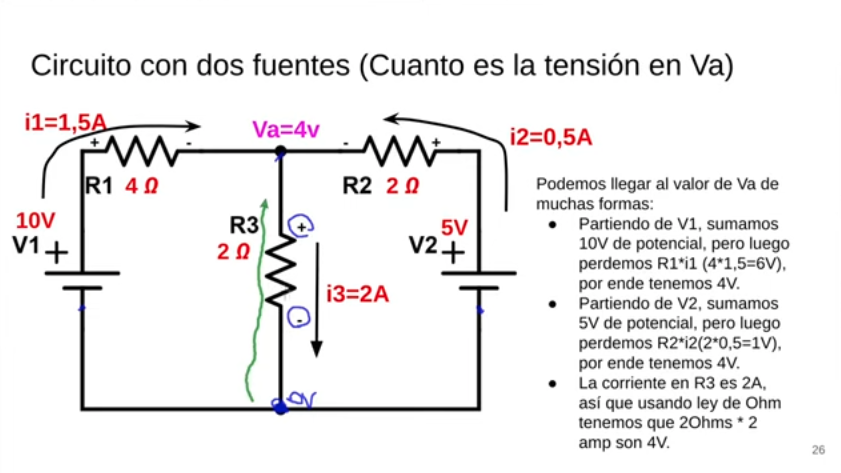 Circuito con dos fuentes (Cuanto es la tensión en Va)
i1=1,5A
Va=4v
i2=0,5A
+ -
- +
R1 4 Ω
R2 2 Ω
10V
V1 +
R3
2 Ω
+
-
5V
V2 +
i3=2A
0V
Podemos llegar al valor de Va de
muchas formas:
● Partiendo de V1, sumamos
10V de potencial, pero luego
perdemos R1*i1 (4*1,5=6V),
por ende tenemos 4V.
● Partiendo de V2, sumamos
5V de potencial, pero luego
perdemos R2*i2(2*0,5=1V),
por ende tenemos 4V.
● La corriente en R3 es 2A,
así que usando ley de Ohm
tenemos que 2Ohms * 2
amp son 4V.
26